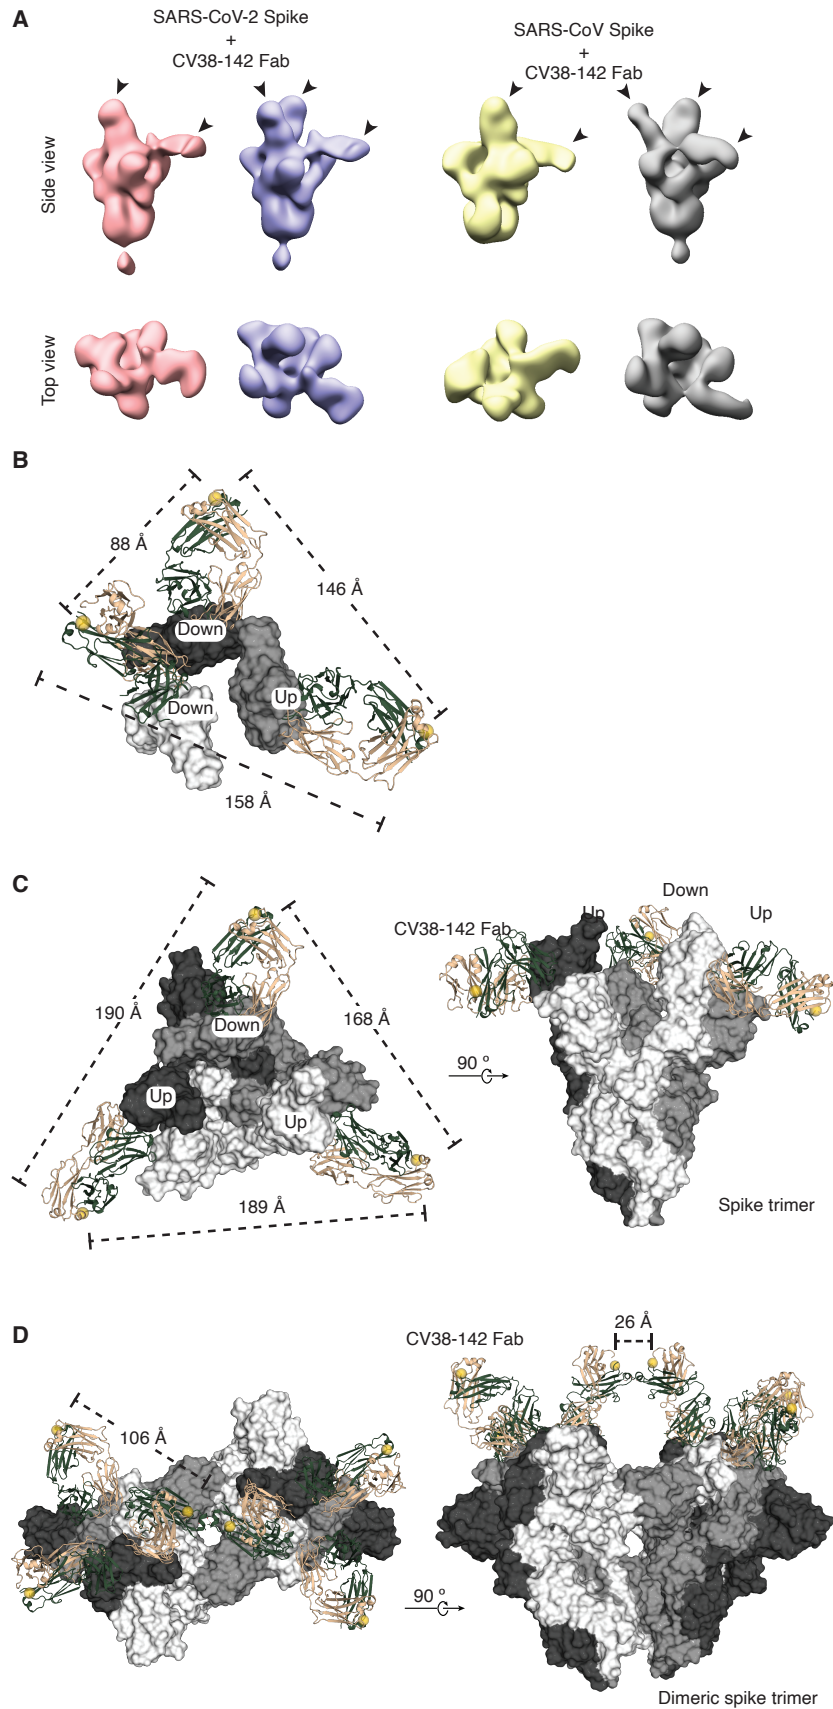 A
SARS-CoV-2 Spike
+
CV38-142 Fab
SARS-CoV Spike
+
CV38-142 Fab
Side view
Top view
B
88 Å
146 Å
Down
Up
Down
158 Å
C
190 Å
Down
168 Å
Up
Up
189 Å
Down
CV38-142 Fab
Up
Up
90 º
Spike trimer
D
106 Å
90 º
CV38-142 Fab
26 Å
Dimeric spike trimer